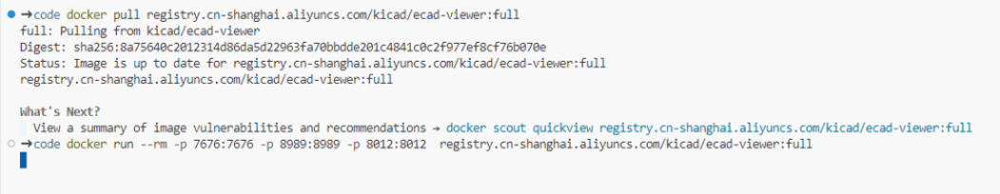 →code docker pull registry.cn-shanghai.aliyuncs.com/kicad/ecad-viewer:full
full: Pulling from kicad/ecad-viewer
Digest: sha256:8a75640c2012314d86da5d22963fa70bbdde201c4841c0c2f977ef8cf76b070e
Status: Image is up to date for registry.cn-shanghai.aliyuncs.com/kicad/ecad-viewer:full
registry.cn-shanghai.aliyuncs.com/kicad/ecad-viewer:full
What's Next?
View a summary of image vulnerabilities and recommendations → docker scout quickview registry.cn-shanghai.aliyuncs.com/kicad/ecad-viewer:full
→code docker run --rm -p 7676:7676 -p 8989:8989 -p 8012:8012 registry.cn-shanghai.aliyuncs.com/kicad/ecad-viewer:full